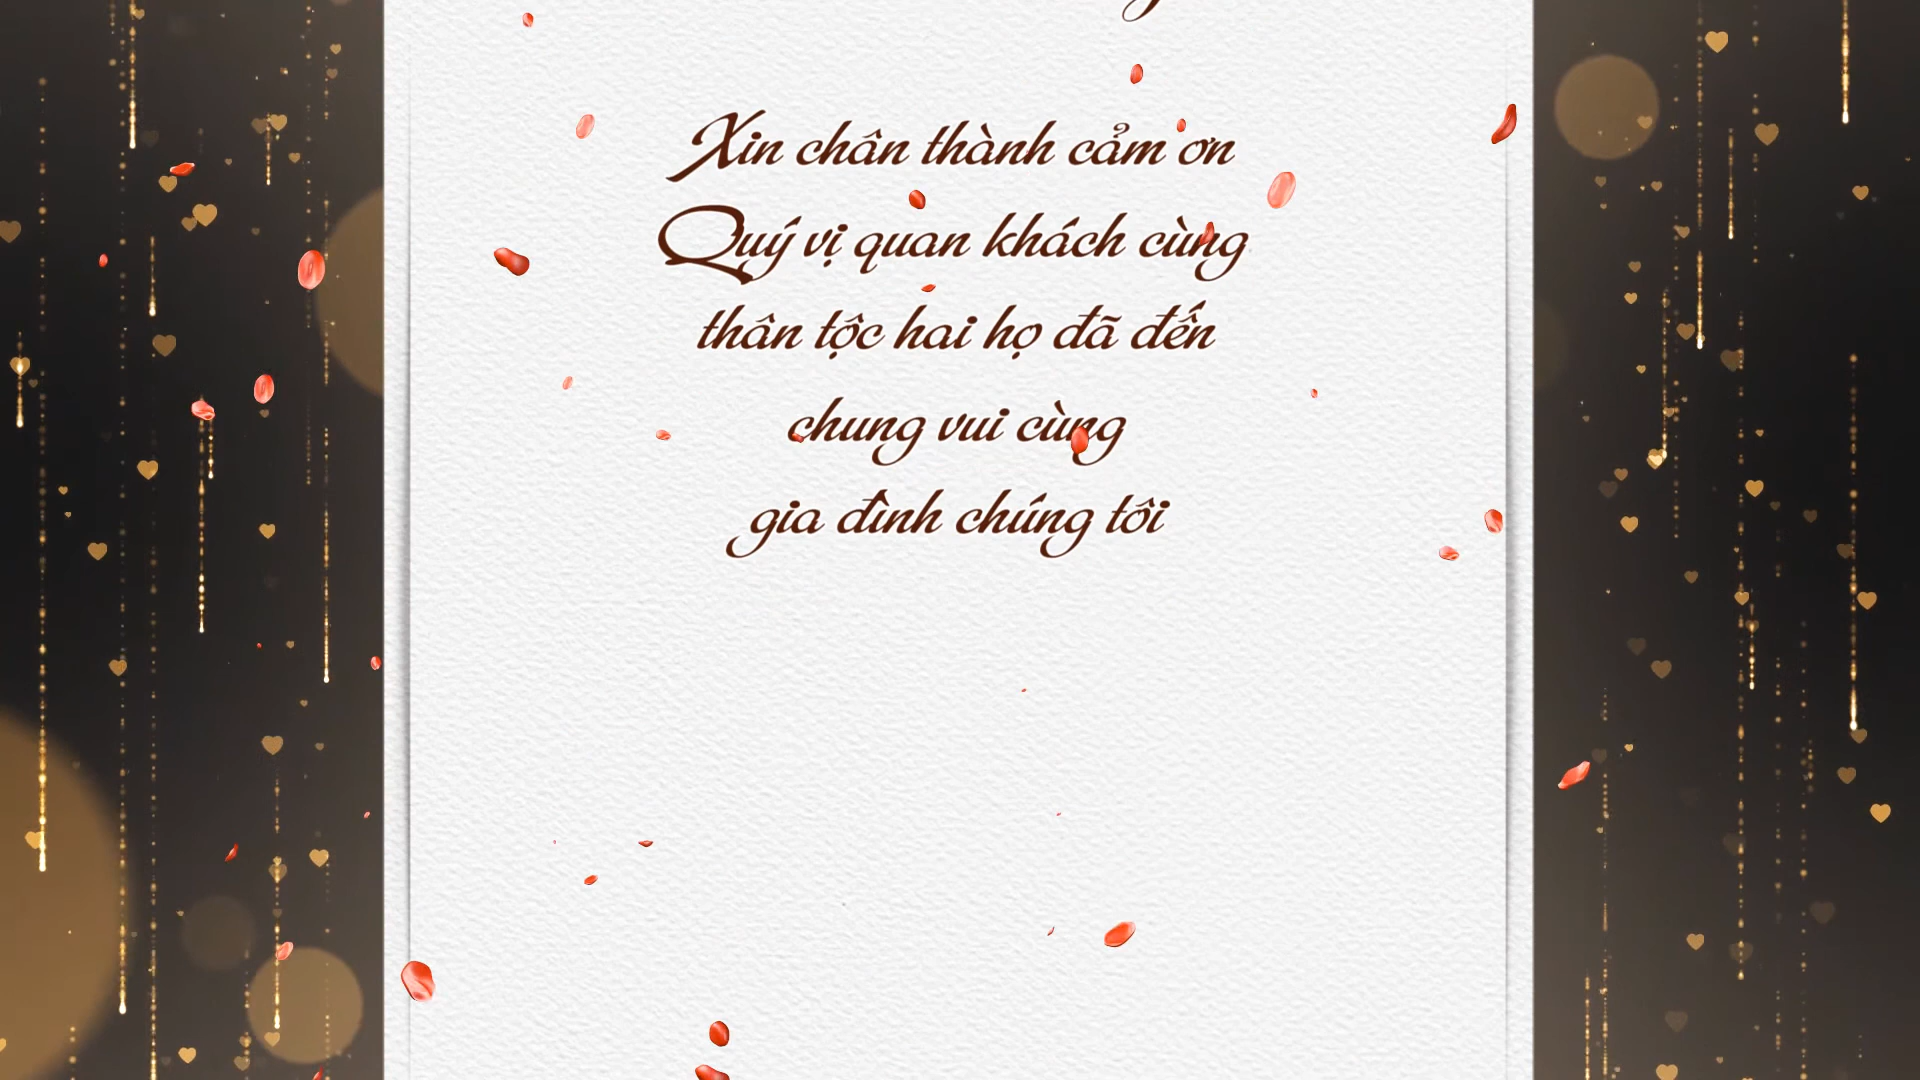 Xin chân thành cảm ơn
Quý vị quan khách cùng
thân tộc hai họ đã đến
chung vui cùng
gia đình chúng tôi